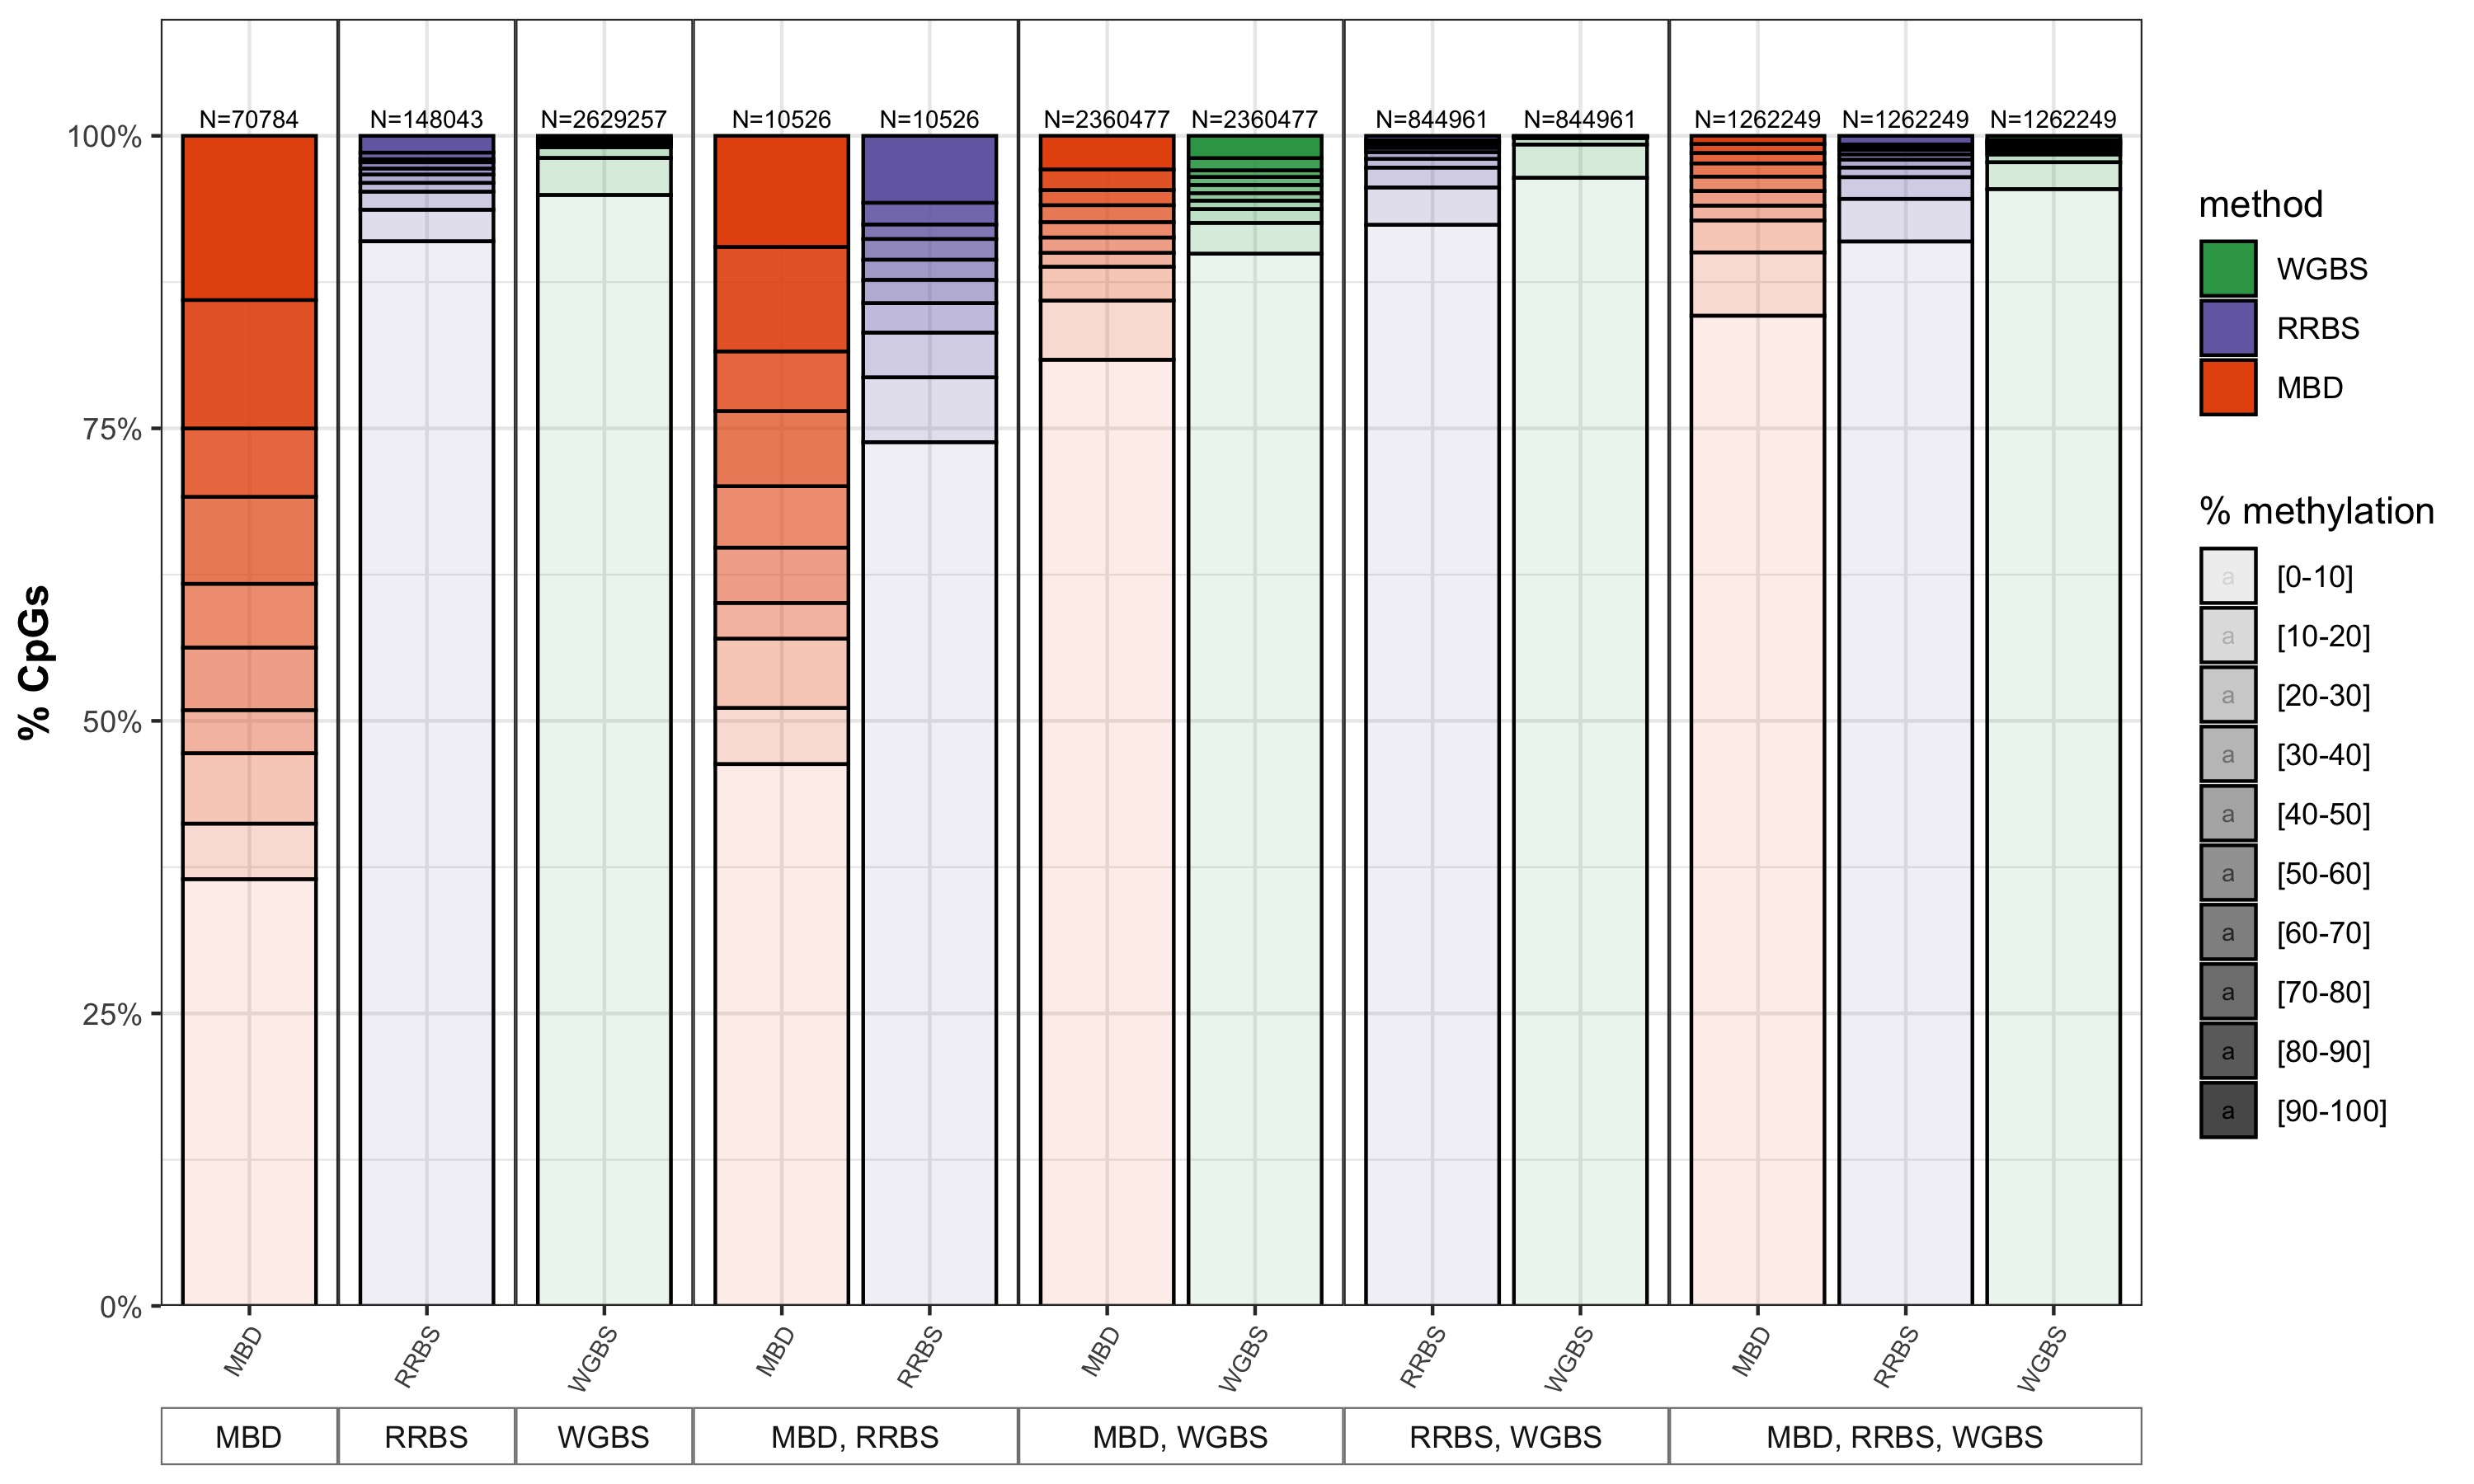 % CpGs
100%
75%
50%
25%
0%
N=70784
N=148043
N=2629257
N=10526
N=10526
N=2360477
N=2360477
N=844961
N=844961
N=1262249
N=1262249
N=1262249
MBD
RRBS
WGBS
MBD
RRBS
MBD
WGBS
RRBS
WGBS
MBD
RRBS
WGBS
MBD
RRBS
WGBS
MBD, RRBS
MBD, WGBS
RRBS, WGBS
MBD, RRBS, WGBS
method
WGBS
RRBS
MBD
% methylation
a [0-10]
a [10-20]
a [20-30]
a [30-40]
a [40-50]
a [50-60]
a [60-70]
a [70-80]
a [80-90]
a [90-100]